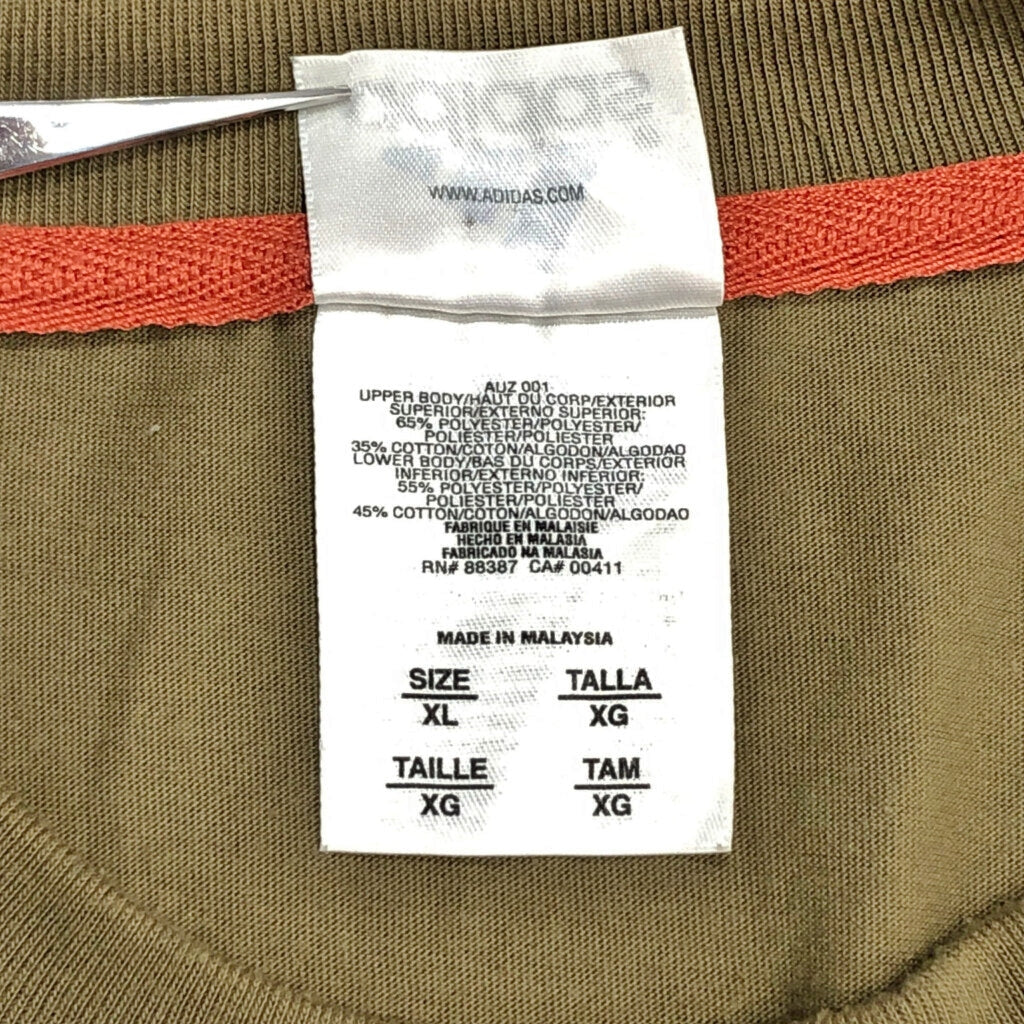 WWW.ADIDAS.COM
AUZ 001
UPPER BODY/HAUT DU CORP/EXTERIOR
SUPERIOR/EXTERNO SUPERIOR:
65% POLYESTER/POLYESTER/
POLIESTER/POLIESTER
35% COTTON/COTON/ALGODON/ALGODAO
LOWER BODY/BAS DU CORPS/EXTERIOR
INFERIOR/EXTERNO INFERIOR:
55% POLYESTER/POLYESTER/
POLIESTER/POLIESTER
45% COTTON/COTON/ALGODON/ALGODAO
FABRIQUE EN MALAISIE
HECHO EN MALASIA
FABRICADO NA MALASIA
RN# 88387 CA# 00411
MADE IN MALAYSIA
SIZE TALLA
XL XG
TAILLE TAM
XG XG